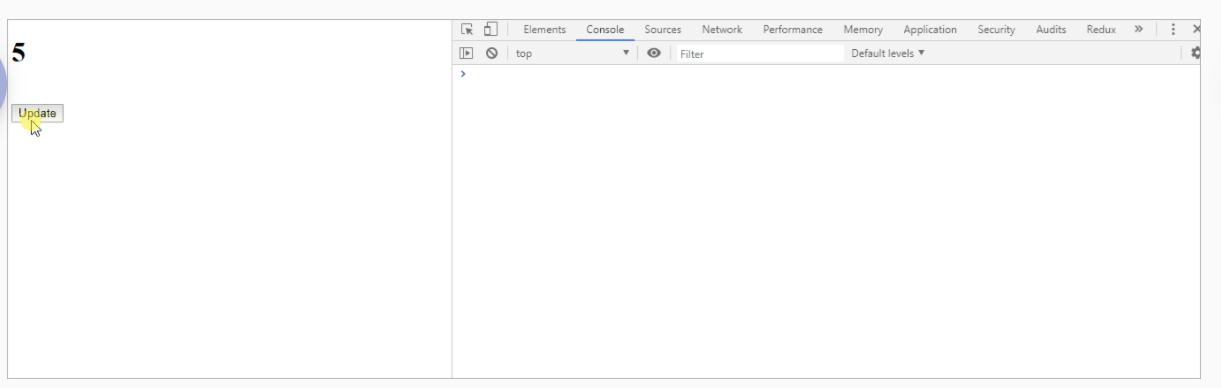 Elements Console Sources Network Performance Memory Application Security Audits Redux
5
top Filter Default levels
Update